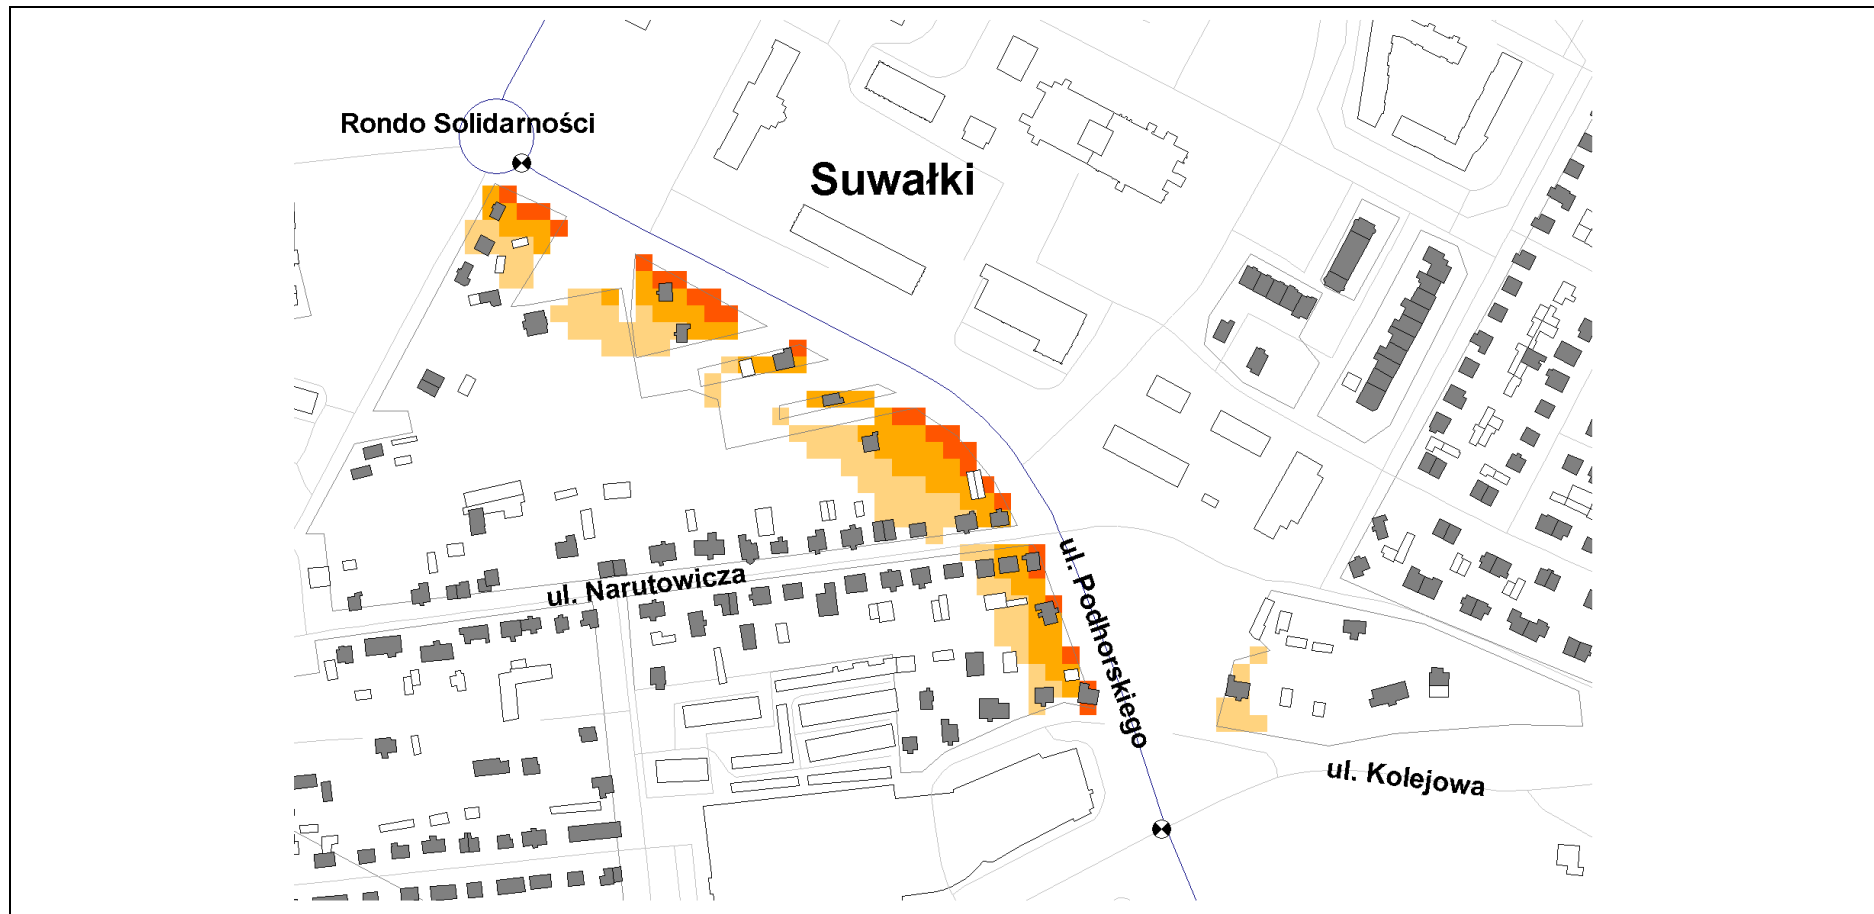 Rondo Solidarności
Suwałki
ul. Narutowicza
ul. Podhorskiego
ul. Kolejowa